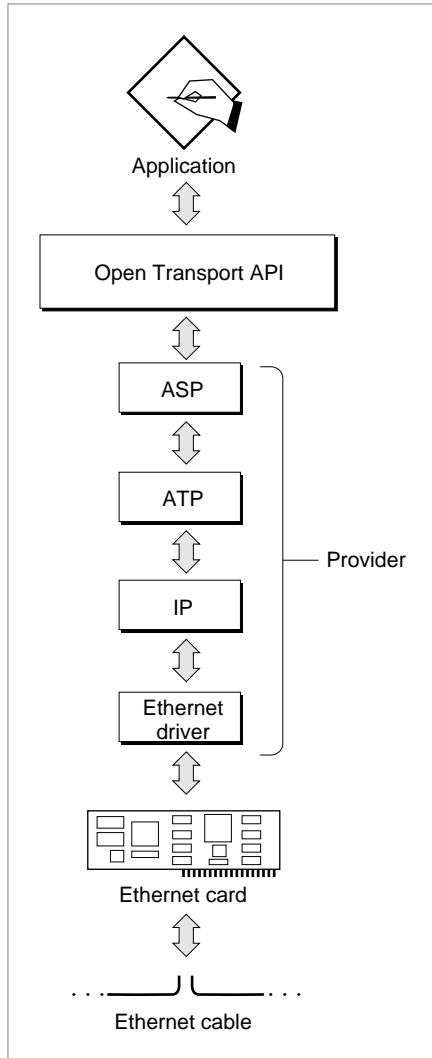 Application
Open Transport API
ASP
ATP
Provider
IP
Ethernet
driver
Ethernet card
Ethernet cable